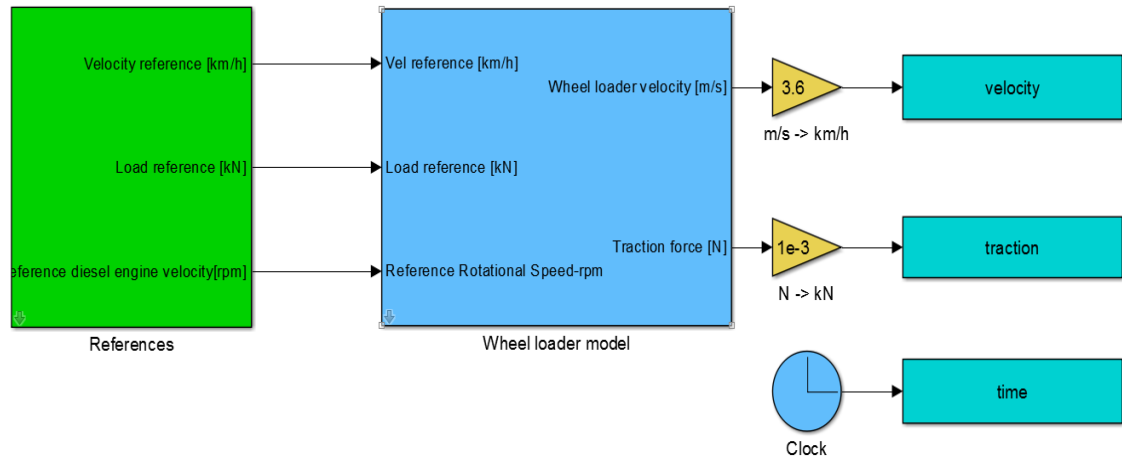 Velocity reference [km/h]
Load reference [kN]
eference diesel engine velocity[rpm]
References
Vel reference [km/h]
Load reference [kN]
Reference Rotational Speed-rpm
Wheel loader velocity [m/s]
Traction force [N]
Wheel loader model
3.6
m/s -> km/h
velocity
1e-3
N -> kN
traction
Clock
time